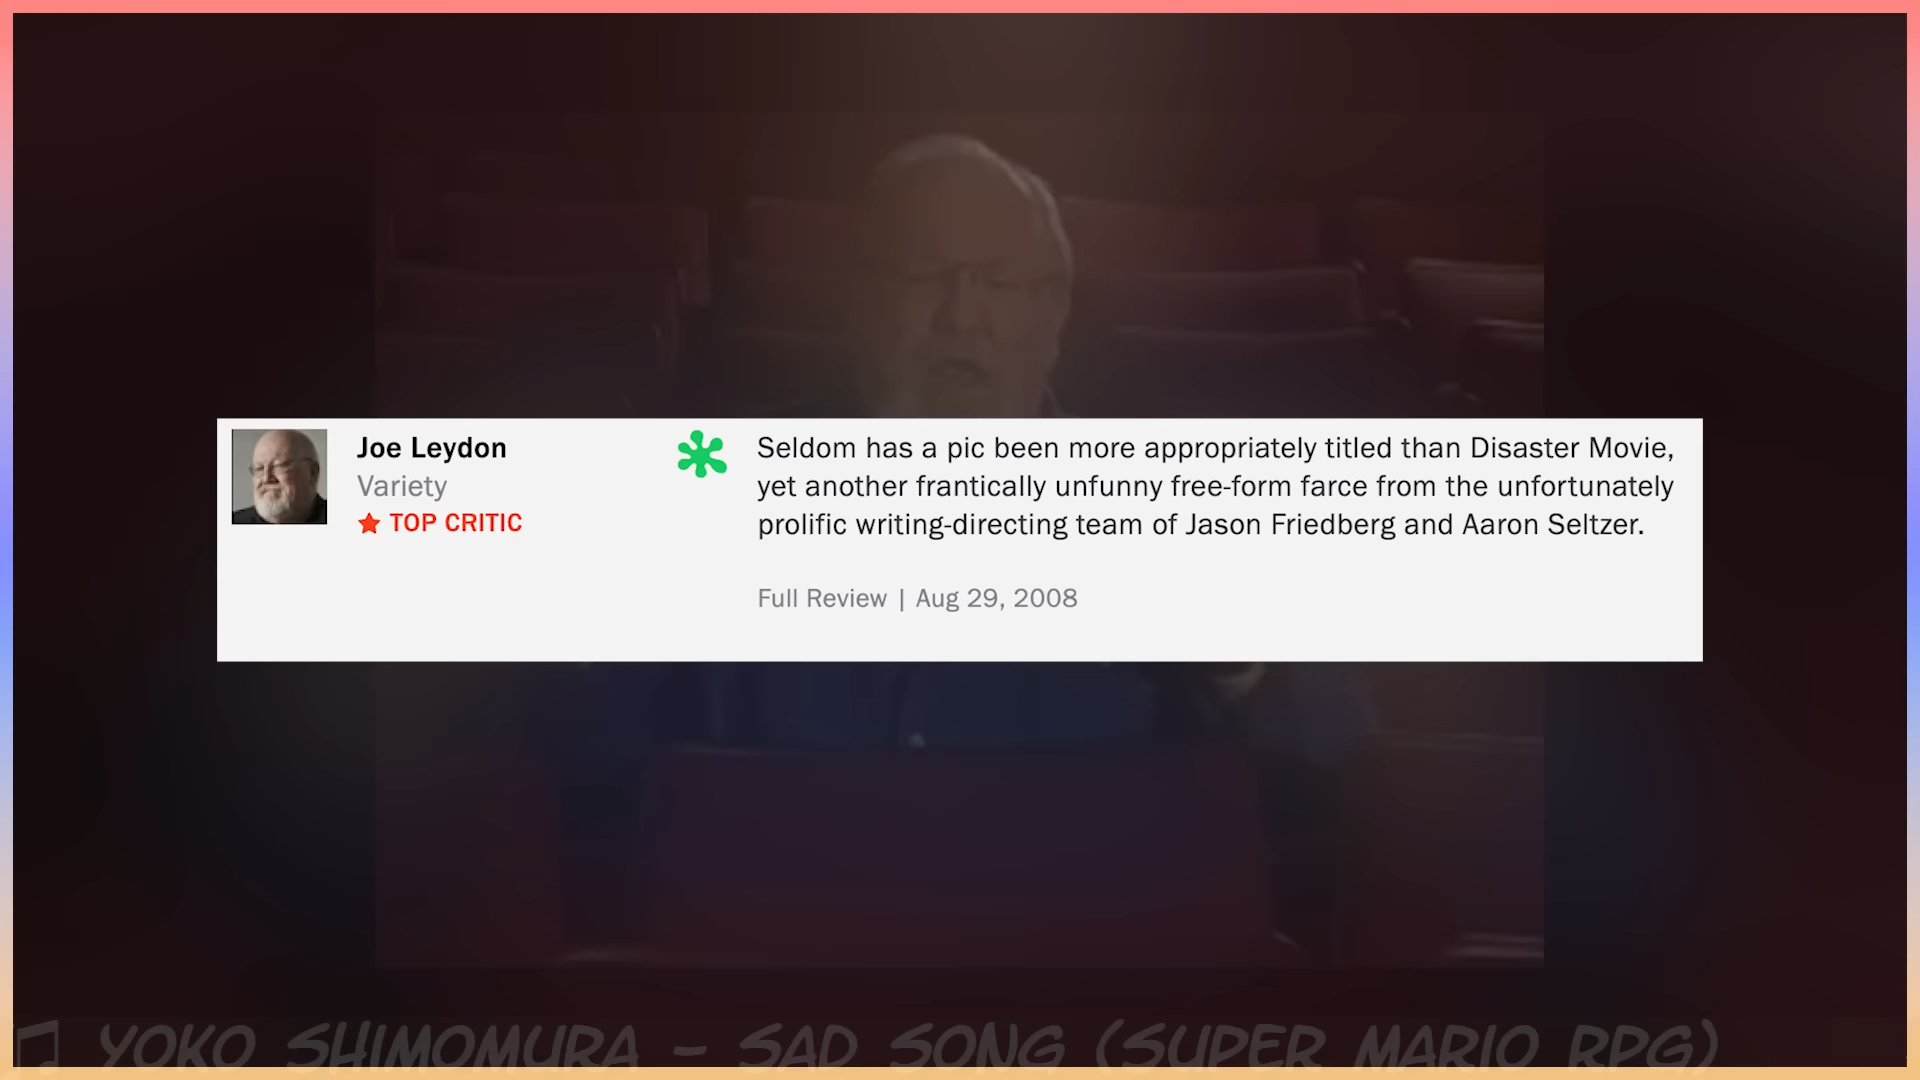 Joe Leydon
Variety
TOP CRITIC
Seldom has a pic been more appropriately titled than Disaster Movie,
yet another frantically unfunny free-form farce from the unfortunately
prolific writing-directing team of Jason Friedberg and Aaron Seltzer.
Full Review | Aug 29, 2008
YOKO SHIMOMURA - SAD SONG (SUPER MARIO RPG)